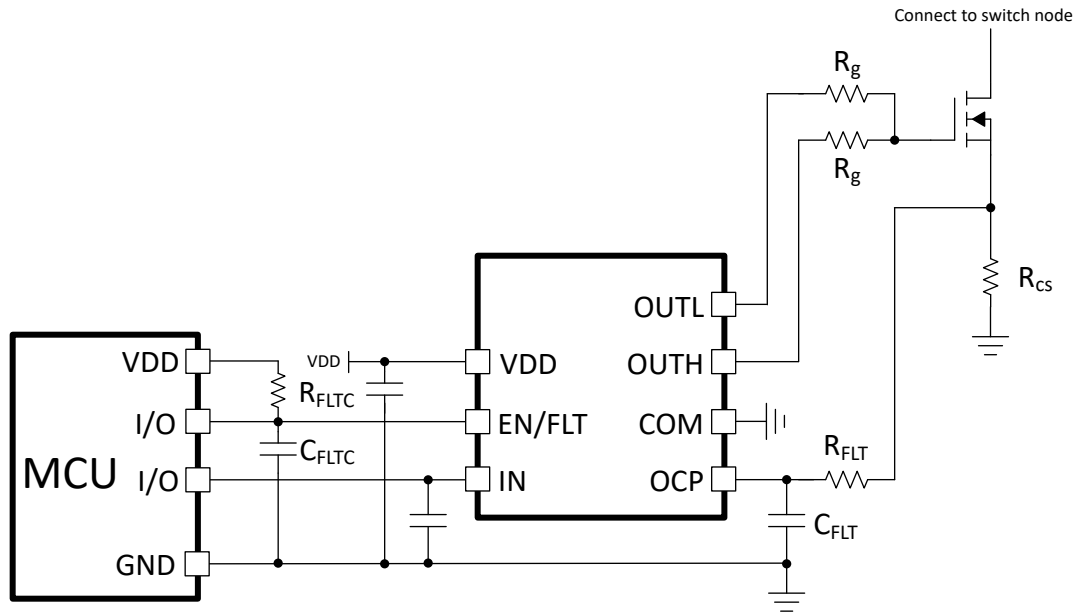 Connect to switch node
Rg
Rg
Rcs
OUTL
VDD
VDD
VDD
OUTH
RFLTC
I/O
EN/FLT
COM
RFLT
CFLTC
MCU
I/O
IN
OCP
CFLT
GND